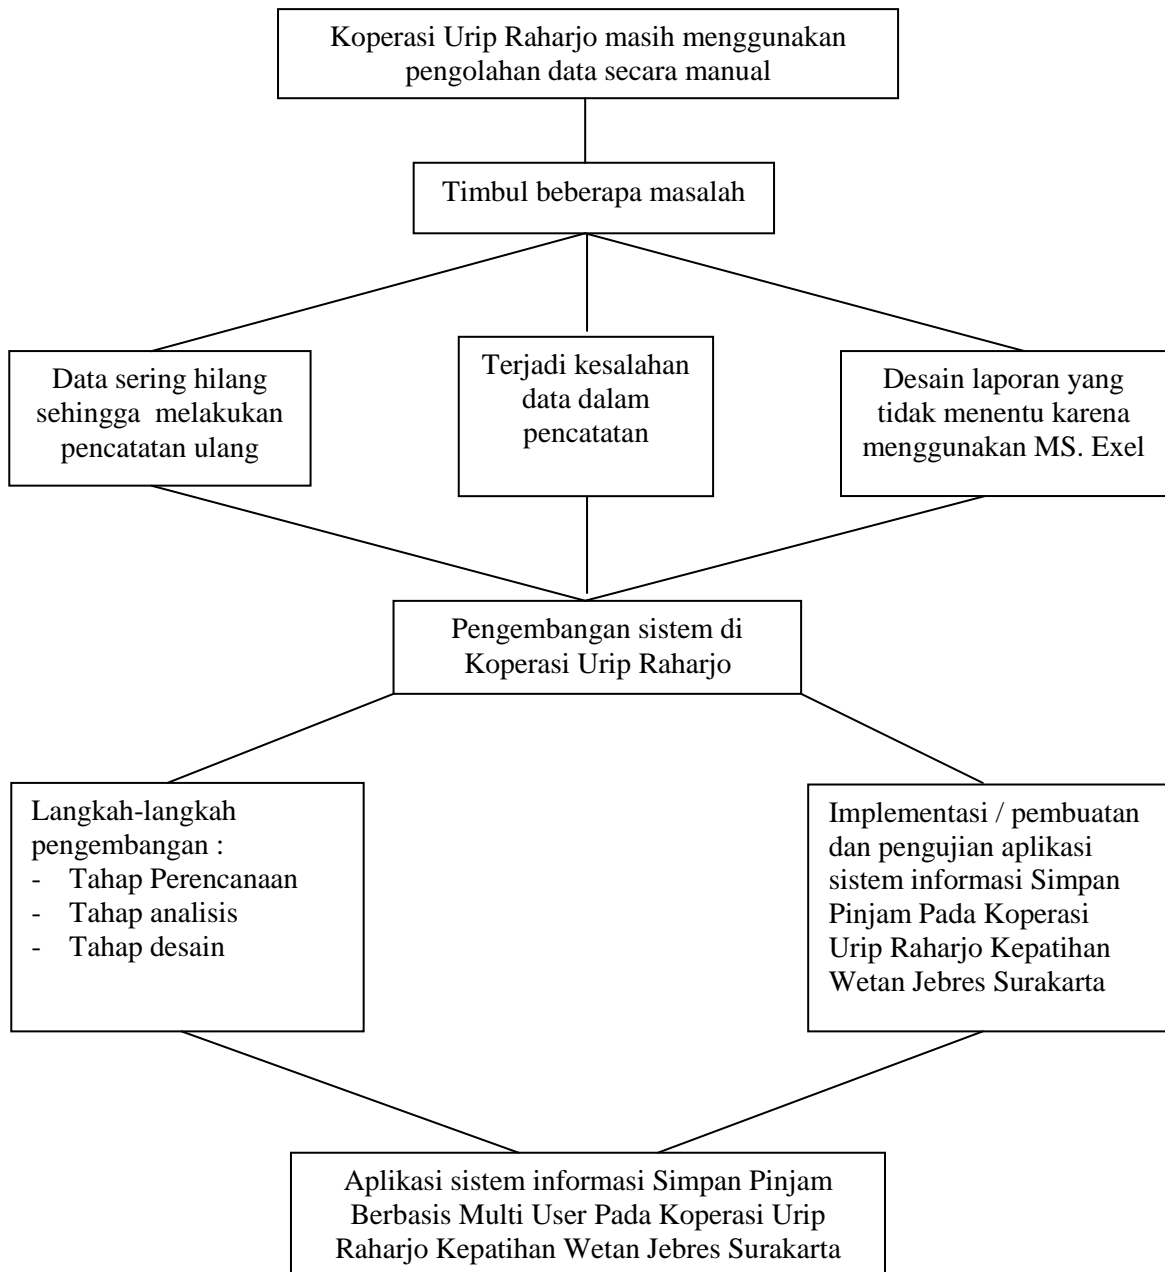 Koperasi Urip Raharjo masih menggunakan
pengolahan data secara manual
Timbul beberapa masalah
Data sering hilang
sehingga  melakukan
pencatatan ulang
Terjadi kesalahan
data dalam
pencatatan
Desain laporan yang
tidak menentu karena
menggunakan MS. Exel
Pengembangan sistem di
Koperasi Urip Raharjo
Langkah-langkah
pengembangan :
- Tahap Perencanaan
- Tahap analisis
- Tahap desain
Implementasi / pembuatan
dan pengujian aplikasi
sistem informasi Simpan
Pinjam Pada Koperasi
Urip Raharjo Kepatihan
Wetan Jebres Surakarta
Aplikasi sistem informasi Simpan Pinjam
Berbasis Multi User Pada Koperasi Urip
Raharjo Kepatihan Wetan Jebres Surakarta